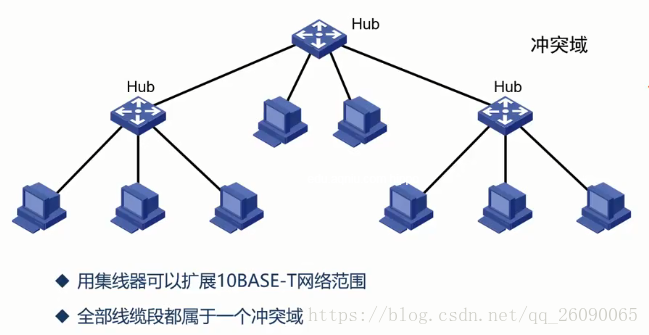 Hub
冲突域
Hub
Hub
用集线器可以扩展10BASE-T网络范围
全部线缆段都属于一个冲突域
https://blog.csdn.net/qq_26090065